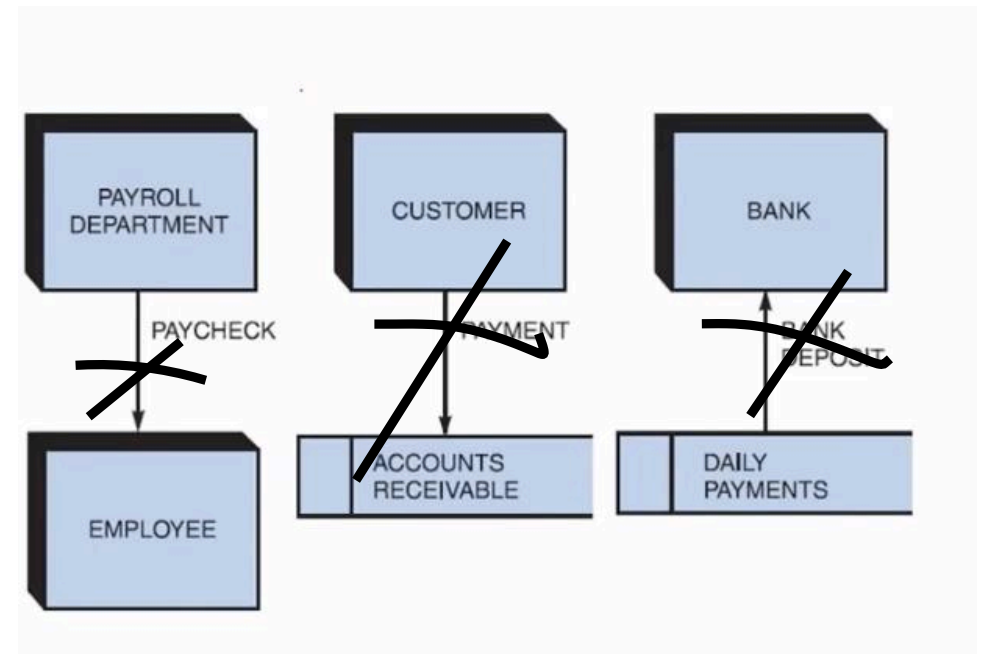 PAYROLL
DEPARTMENT
CUSTOMER
BANK
PAYCHECK
PAYMENT
BANK
DEPOSIT
ACCOUNTS
RECEIVABLE
DAILY
PAYMENTS
EMPLOYEE